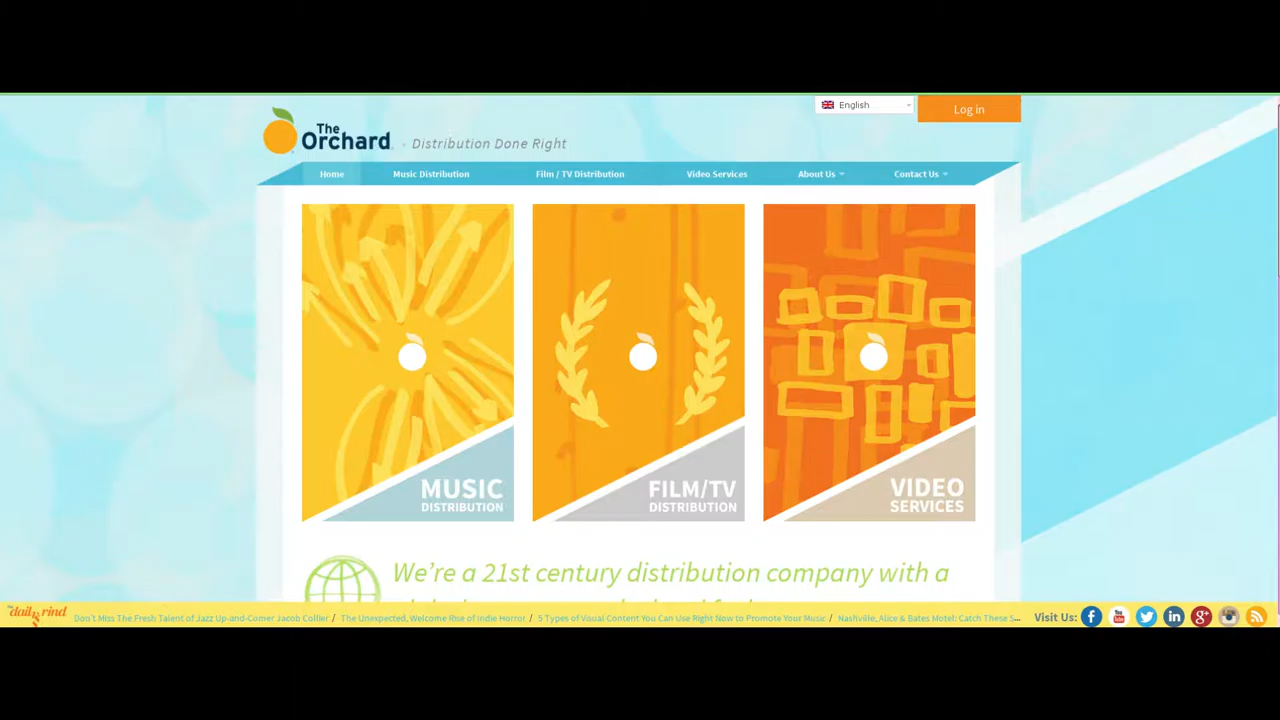 English
Log in
The Orchard
Distribution Done Right
Home Music Distribution Film / TV Distribution Video Services About Us Contact Us
MUSIC
DISTRIBUTION
FILM/TV
DISTRIBUTION
VIDEO
SERVICES
We're a 21st century distribution company with a
the daily rind
Don't Miss The Fresh Talent of Jazz Up-and-Comer Jacob Collier / The Unexpected, Welcome Rise of Indie Horror / 5 Types of Visual Content You Can Use Right Now to Promote Your Music / Nashville, Alice & Bates Motel: Catch These S...
Visit Us: